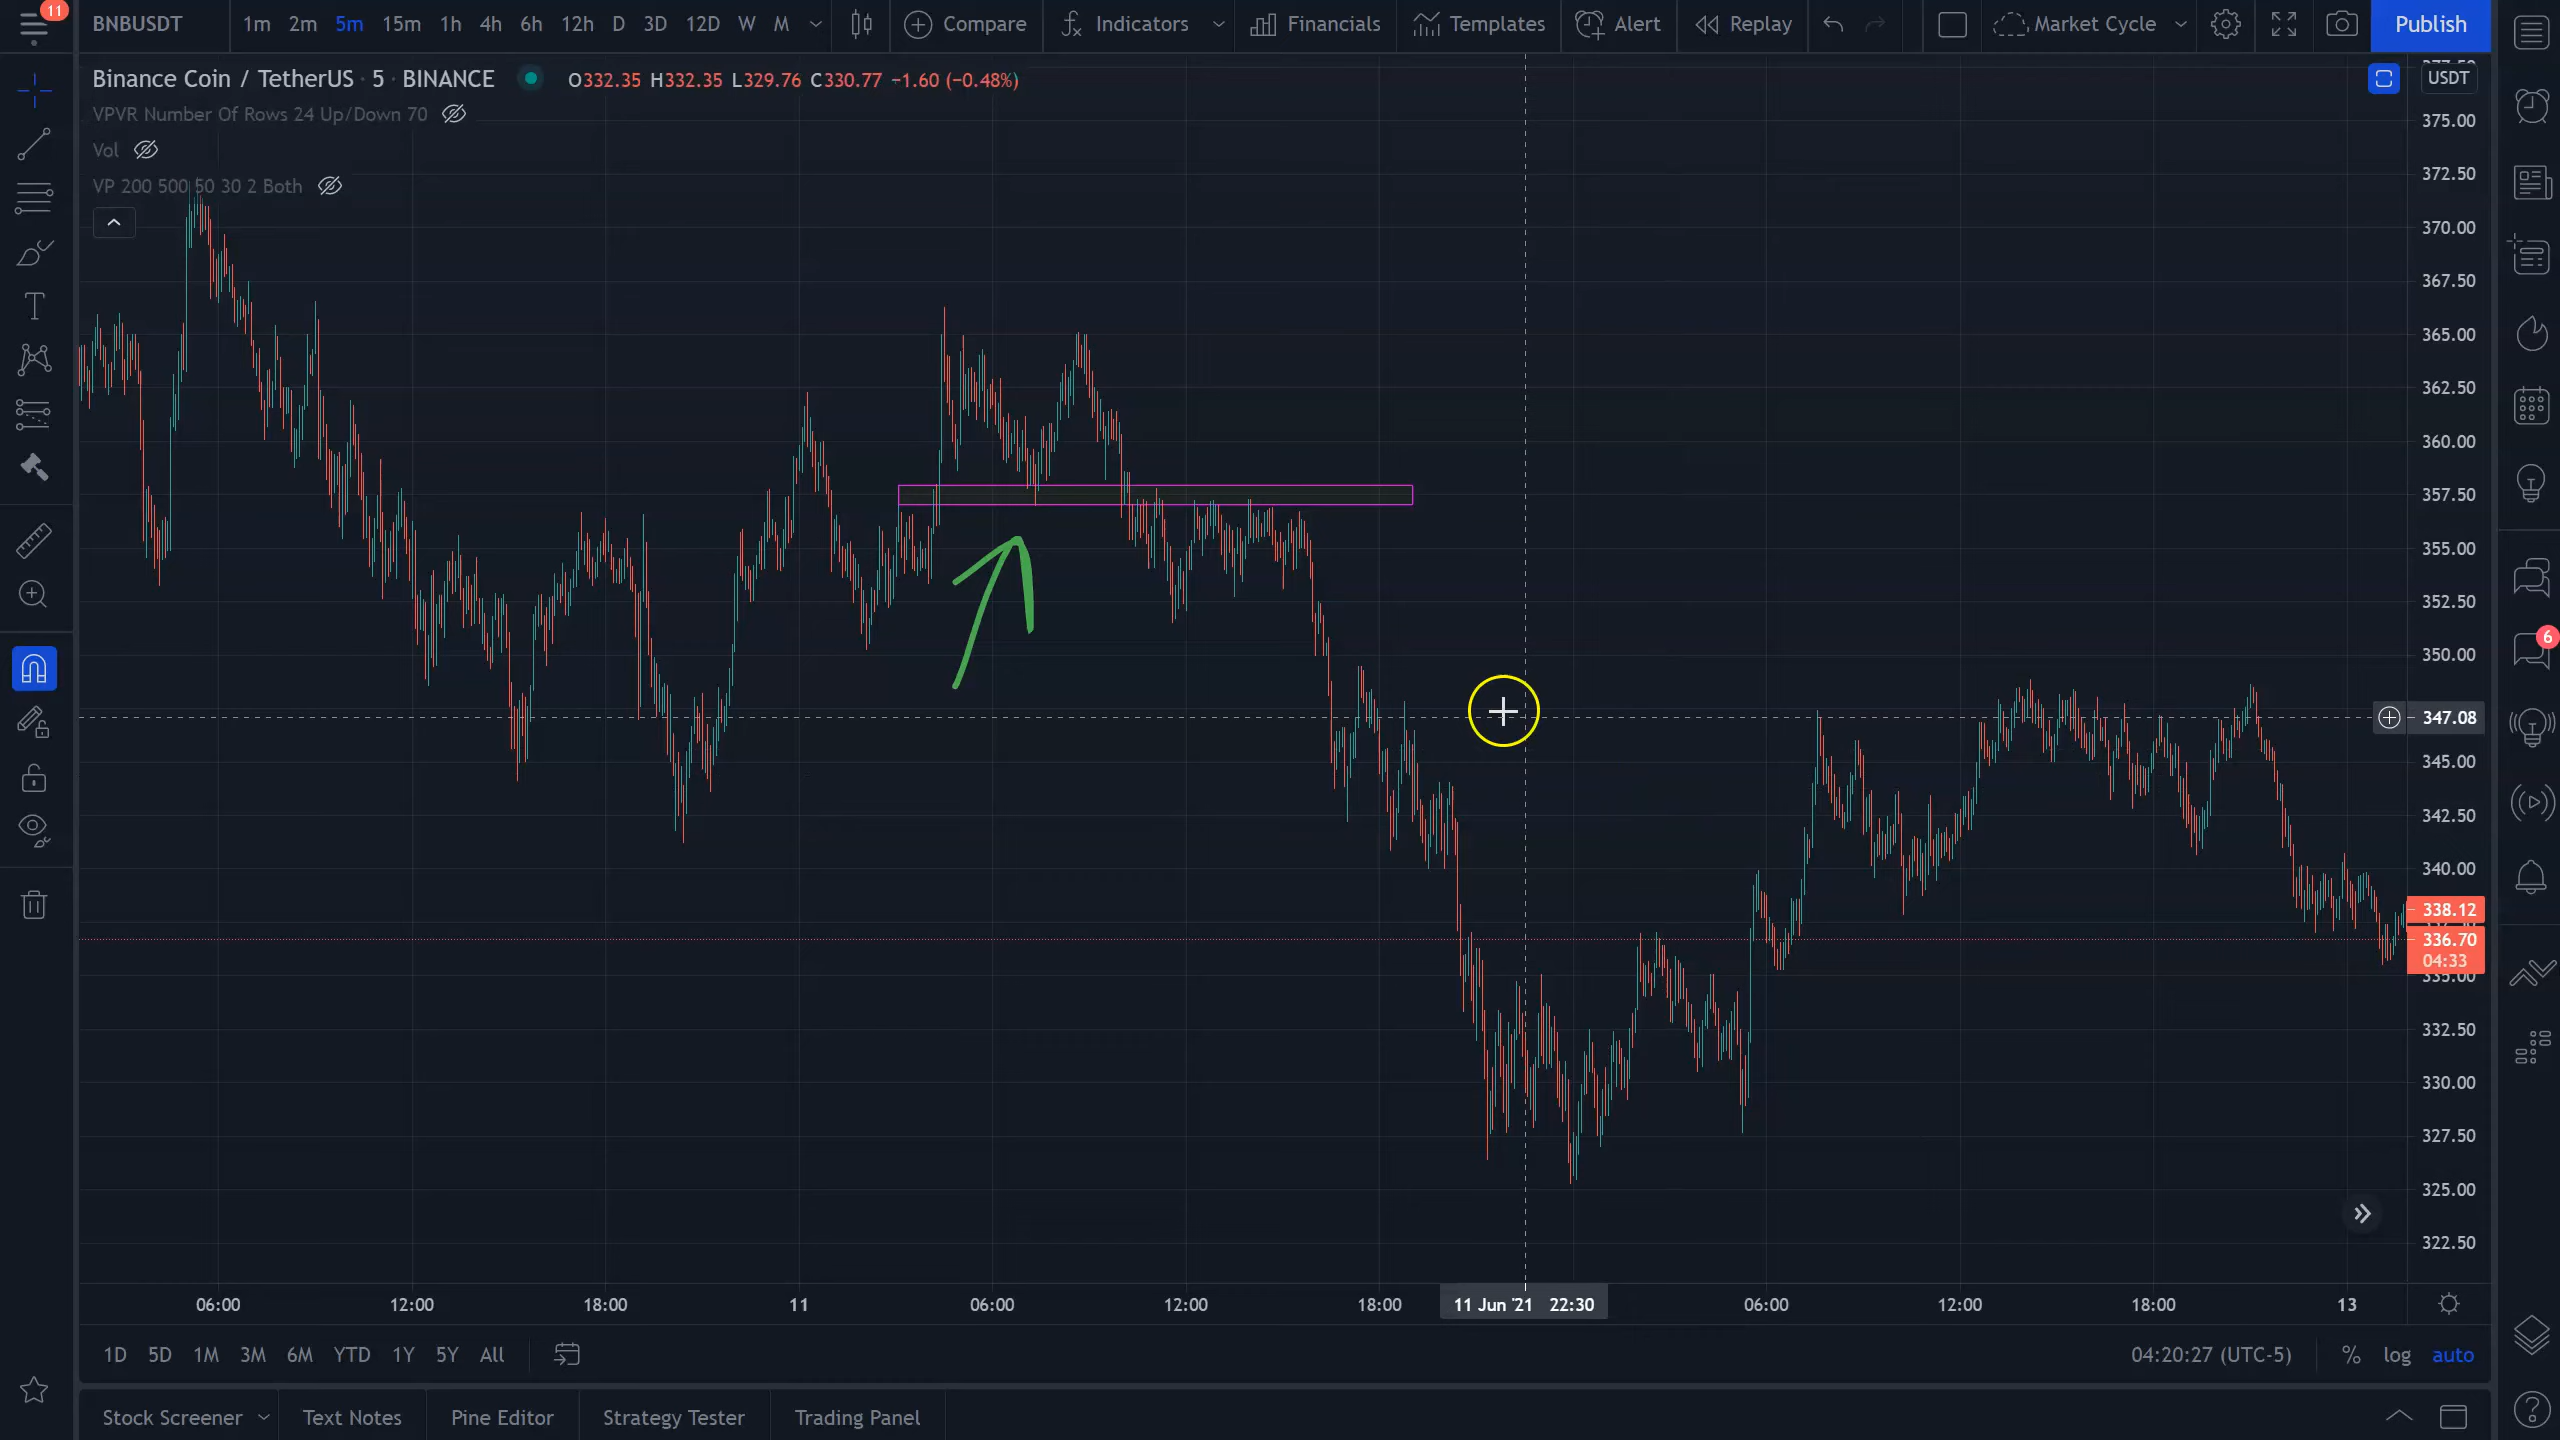 11
BNBUSDT 1m 2m 5m 15m 1h 4h 6h 12h D 3D 12D W M Compare Indicators Financials Templates Alert Replay Market Cycle Publish
Binance Coin / TetherUS · 5 · BINANCE O332.35 H332.35 L329.76 C330.77 −1.60 (−0.48%)
USDT
VPVR Number Of Rows 24 Up/Down 70
Vol
VP 200 500 50 30 2 Both
375.00
372.50
370.00
367.50
365.00
362.50
360.00
357.50
355.00
352.50
350.00
347.08
345.00
342.50
340.00
338.12
336.70
04:33
335.00
332.50
330.00
327.50
325.00
322.50
6
06:00 12:00 18:00 11 06:00 12:00 18:00 11 Jun '21 22:30 06:00 12:00 18:00 13
1D 5D 1M 3M 6M YTD 1Y 5Y All 04:20:27 (UTC-5) % log auto
Stock Screener Text Notes Pine Editor Strategy Tester Trading Panel